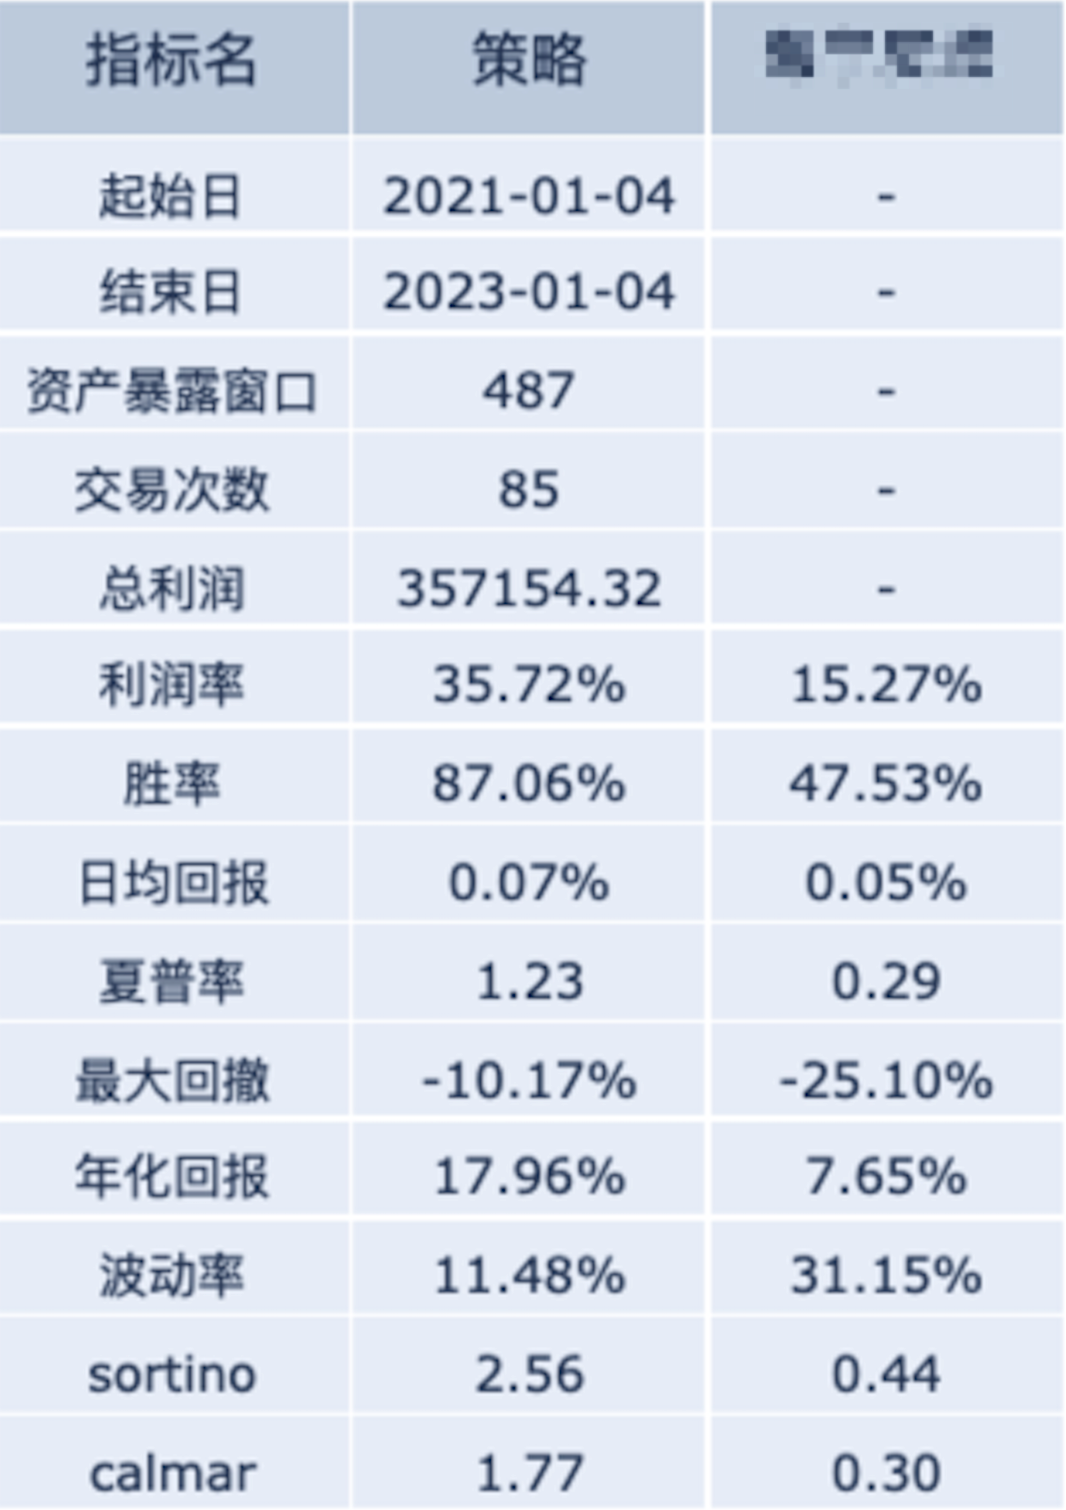 指标名 策略
起始日 2021-01-04 -
结束日 2023-01-04 -
资产暴露窗口 487 -
交易次数 85 -
总利润 357154.32 -
利润率 35.72% 15.27%
胜率 87.06% 47.53%
日均回报 0.07% 0.05%
夏普率 1.23 0.29
最大回撤 -10.17% -25.10%
年化回报 17.96% 7.65%
波动率 11.48% 31.15%
sortino 2.56 0.44
calmar 1.77 0.30